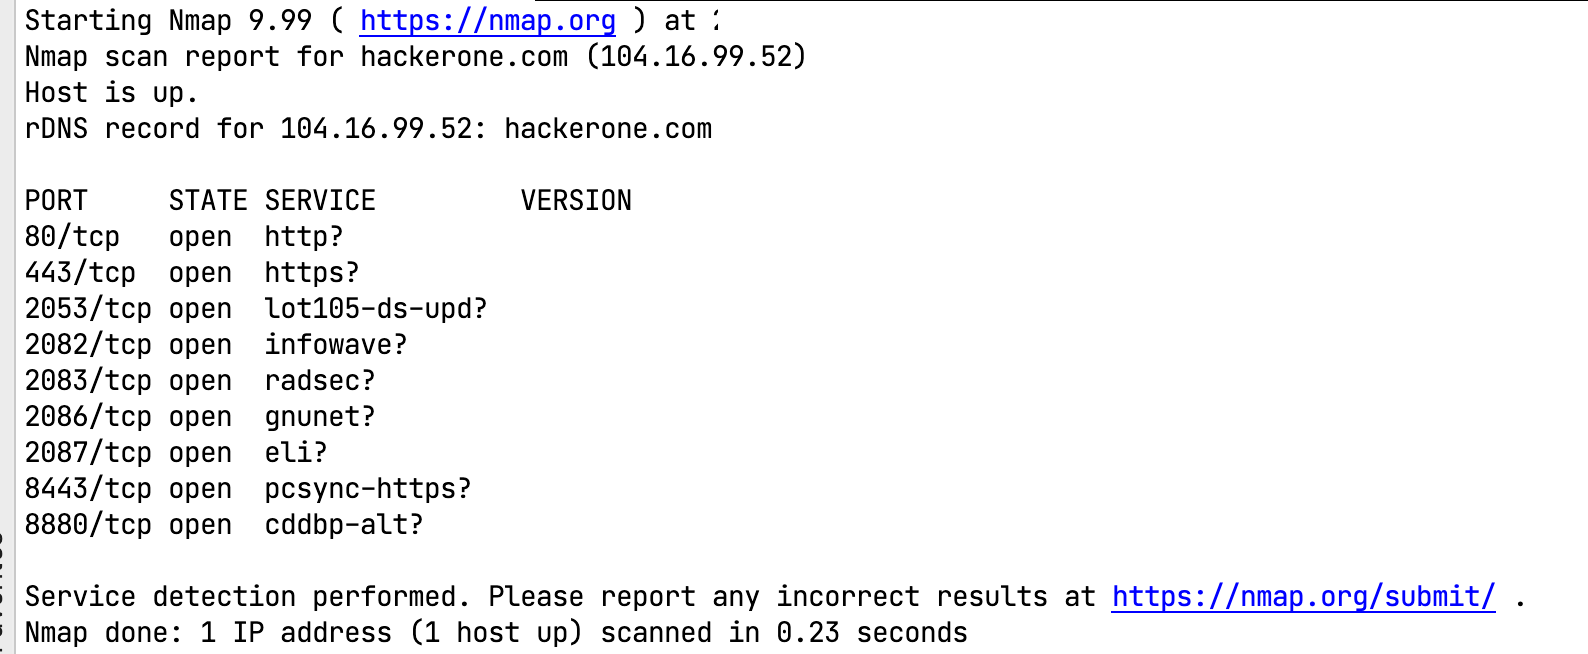 Starting Nmap 9.99 ( https://nmap.org ) at
Nmap scan report for hackerone.com (104.16.99.52)
Host is up.
rDNS record for 104.16.99.52: hackerone.com
PORT     STATE SERVICE         VERSION
80/tcp   open  http?
443/tcp  open  https?
2053/tcp open  lot105-ds-upd?
2082/tcp open  infowave?
2083/tcp open  radsec?
2086/tcp open  gnunet?
2087/tcp open  eli?
8443/tcp open  pcsync-https?
8880/tcp open  cddbp-alt?
Service detection performed. Please report any incorrect results at https://nmap.org/submit/ .
Nmap done: 1 IP address (1 host up) scanned in 0.23 seconds